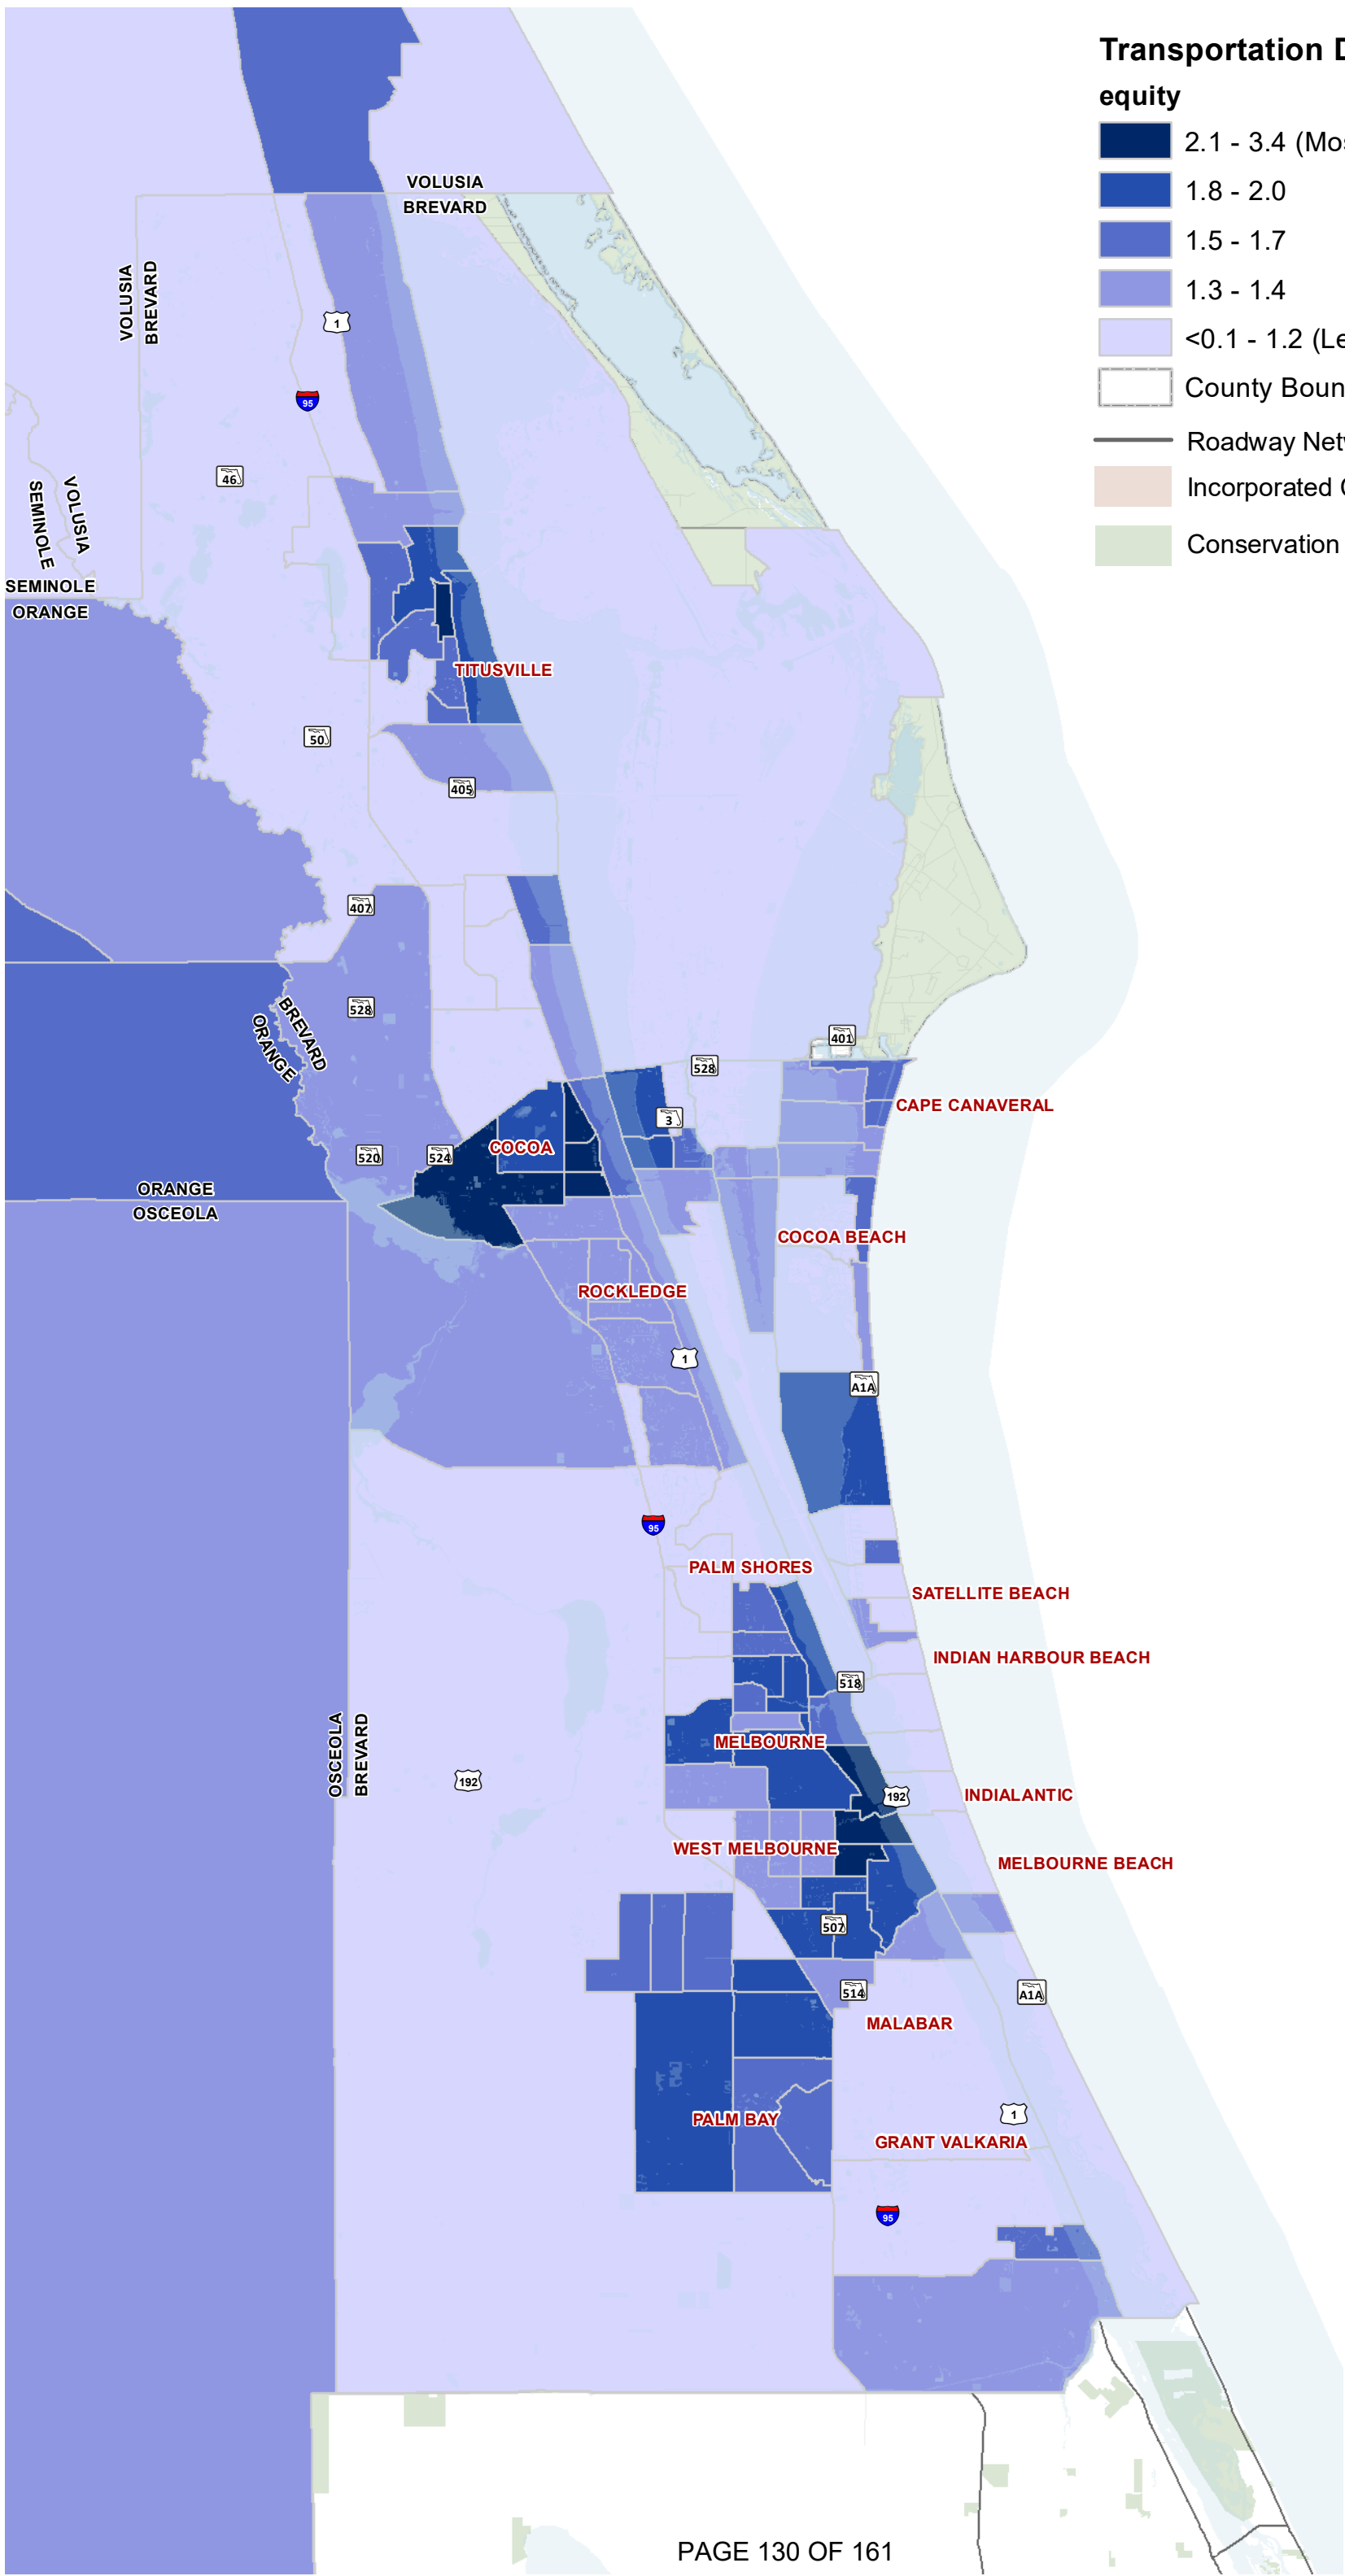 Transportation D
equity
2.1 - 3.4 (Mos
1.8 - 2.0
1.5 - 1.7
1.3 - 1.4
<0.1 - 1.2 (Le
County Boun
Roadway Net
Incorporated C
Conservation
VOLUSIA
BREVARD
VOLUSIA
BREVARD
1
95
46
VOLUSIA
SEMINOLE
SEMINOLE
ORANGE
TITUSVILLE
50
405
407
528
BREVARD
ORANGE
401
528
3
CAPE CANAVERAL
COCOA
520
524
ORANGE
OSCEOLA
COCOA BEACH
ROCKLEDGE
1
A1A
95
PALM SHORES
SATELLITE BEACH
INDIAN HARBOUR BEACH
518
OSCEOLA
BREVARD
MELBOURNE
192
192
INDIALANTIC
WEST MELBOURNE
MELBOURNE BEACH
507
514
A1A
MALABAR
PALM BAY
1
GRANT VALKARIA
95
PAGE 130 OF 161